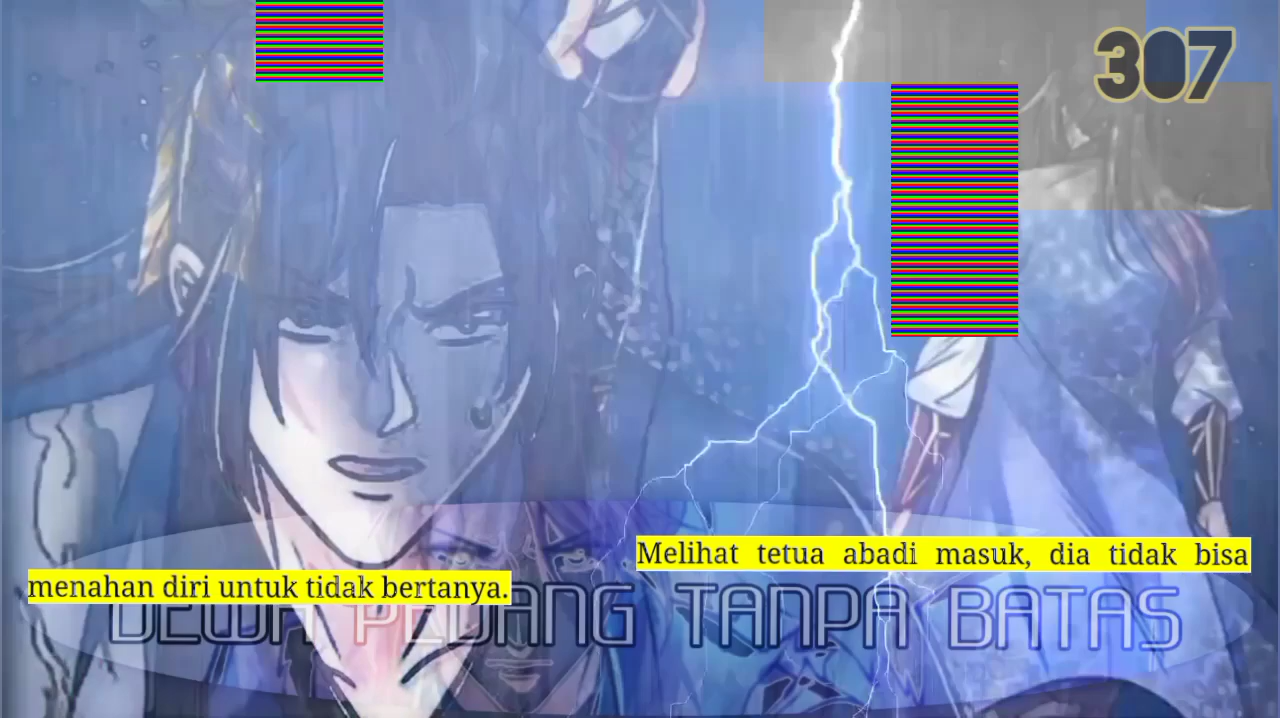 307
Melihat tetua abadi masuk, dia tidak bisa
menahan diri untuk tidak bertanya.
DEWA PEDANG TANPA BATAS